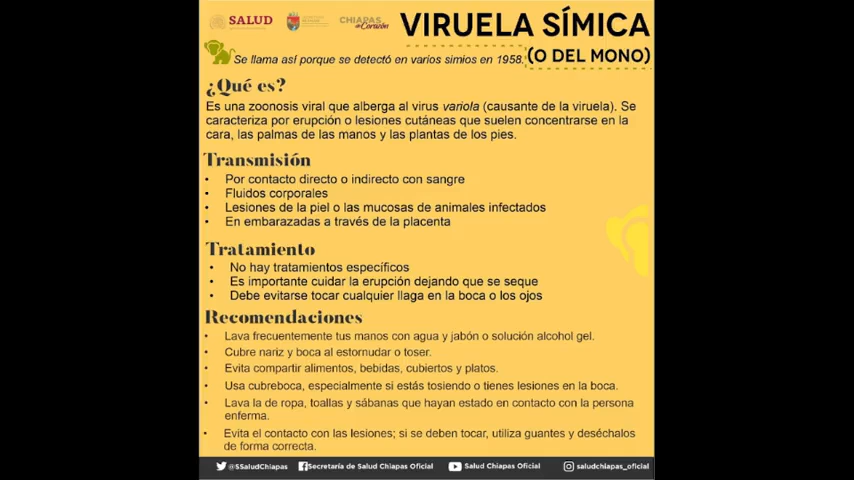 SALUD
CHIAPAS
de Corazón
VIRUELA SÍMICA
(O DEL MONO)
Se llama así porque se detectó en varios simios en 1958.
¿Qué es?
Es una zoonosis viral que alberga al virus variola (causante de la viruela). Se
caracteriza por erupción o lesiones cutáneas que suelen concentrarse en la
cara, las palmas de las manos y las plantas de los pies.
Transmisión
• Por contacto directo o indirecto con sangre
• Fluidos corporales
• Lesiones de la piel o las mucosas de animales infectados
• En embarazadas a través de la placenta
Tratamiento
• No hay tratamientos específicos
• Es importante cuidar la erupción dejando que se seque
• Debe evitarse tocar cualquier llaga en la boca o los ojos
Recomendaciones
• Lava frecuentemente tus manos con agua y jabón o solución alcohol gel.
• Cubre nariz y boca al estornudar o toser.
• Evita compartir alimentos, bebidas, cubiertos y platos.
• Usa cubreboca, especialmente si estás tosiendo o tienes lesiones en la boca.
• Lava la de ropa, toallas y sábanas que hayan estado en contacto con la persona
enferma.
• Evita el contacto con las lesiones; si se deben tocar, utiliza guantes y deséchalos
de forma correcta.
@SSaludChiapas
Secretaría de Salud Chiapas Oficial
Salud Chiapas Oficial
saludchiapas_oficial